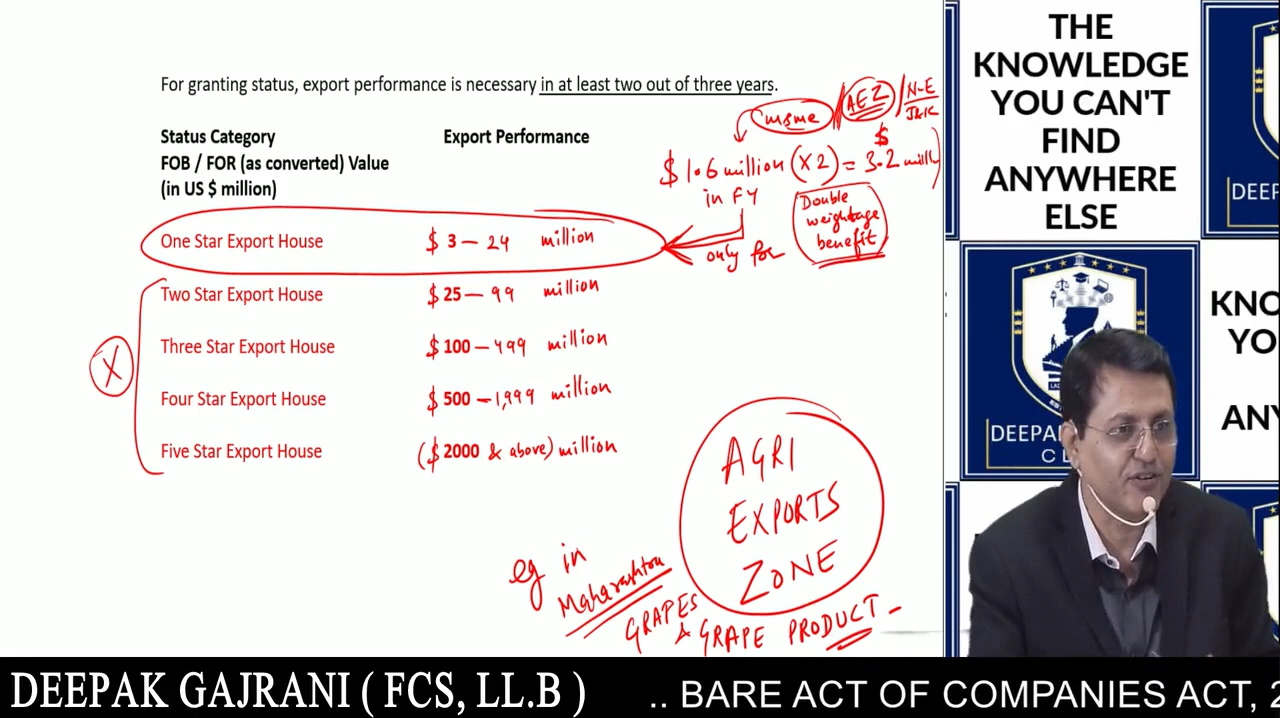 For granting status, export performance is necessary in at least two out of three years.
Status Category Export Performance
FOB / FOR (as converted) Value
(in US $ million)
One Star Export House $ 3 – 24 million
Two Star Export House $ 25 – 99 million
Three Star Export House $ 100 – 499 million
Four Star Export House $ 500 – 1,999 million
Five Star Export House ($ 2000 & above) million
X
msme / AEZ / N-E
J&K
$
$ 1.6 million (X2) = 3.2
in FY
only for
Double
weightage
benefit
AGRI
EXPORTS
ZONE
eg in
Maharashtra
GRAPES
& GRAPE PRODUCT
THE
KNOWLEDGE
YOU CAN'T
FIND
ANYWHERE
ELSE
DEEP
KNO
YO
ANY
DEEPA
C L
DEEPAK GAJRANI ( FCS, LL.B )
.. BARE ACT OF COMPANIES ACT, 2